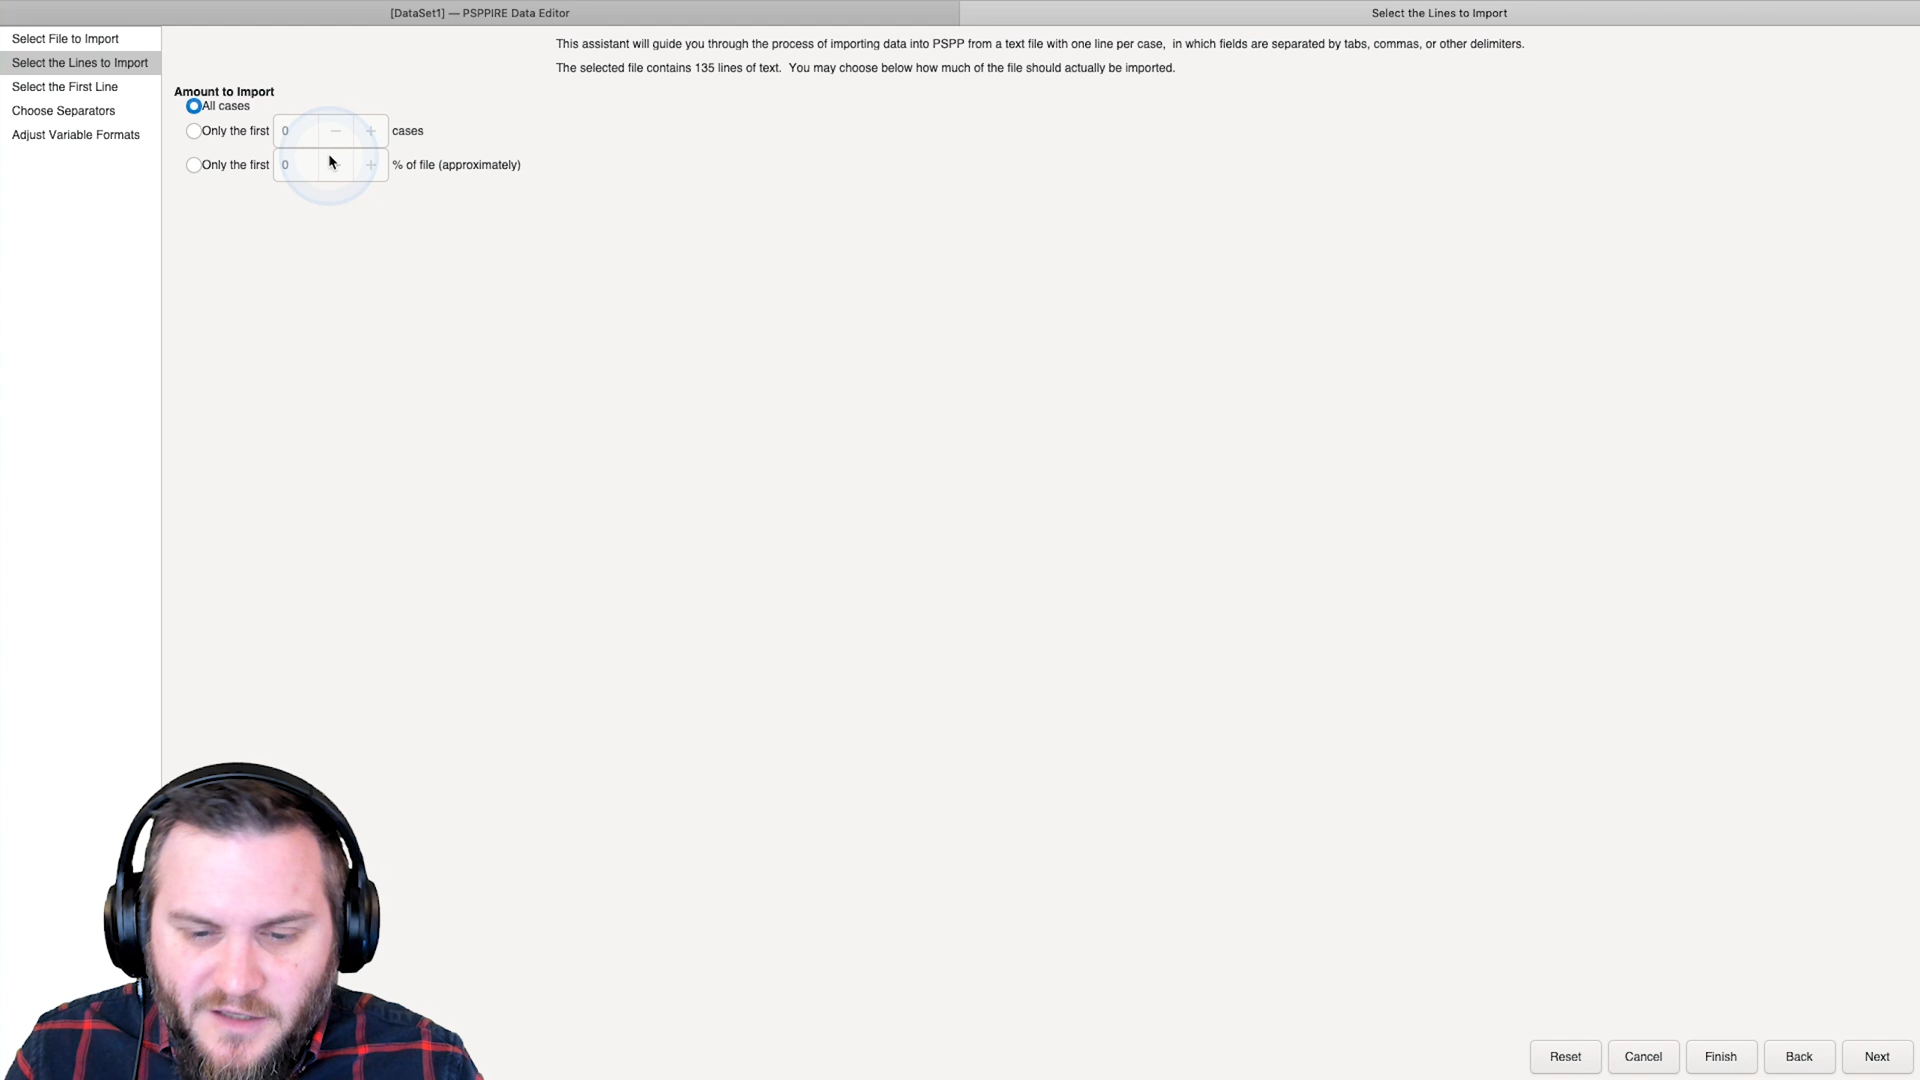 [DataSet1] — PSPPIRE Data Editor
Select the Lines to Import
Select File to Import
Select the Lines to Import
Select the First Line
Choose Separators
Adjust Variable Formats
This assistant will guide you through the process of importing data into PSPP from a text file with one line per case,  in which fields are separated by tabs, commas, or other delimiters.
The selected file contains 135 lines of text.  You may choose below how much of the file should actually be imported.
Amount to Import
All cases
Only the first 0 − + cases
Only the first 0 − + % of file (approximately)
Reset Cancel Finish Back Next